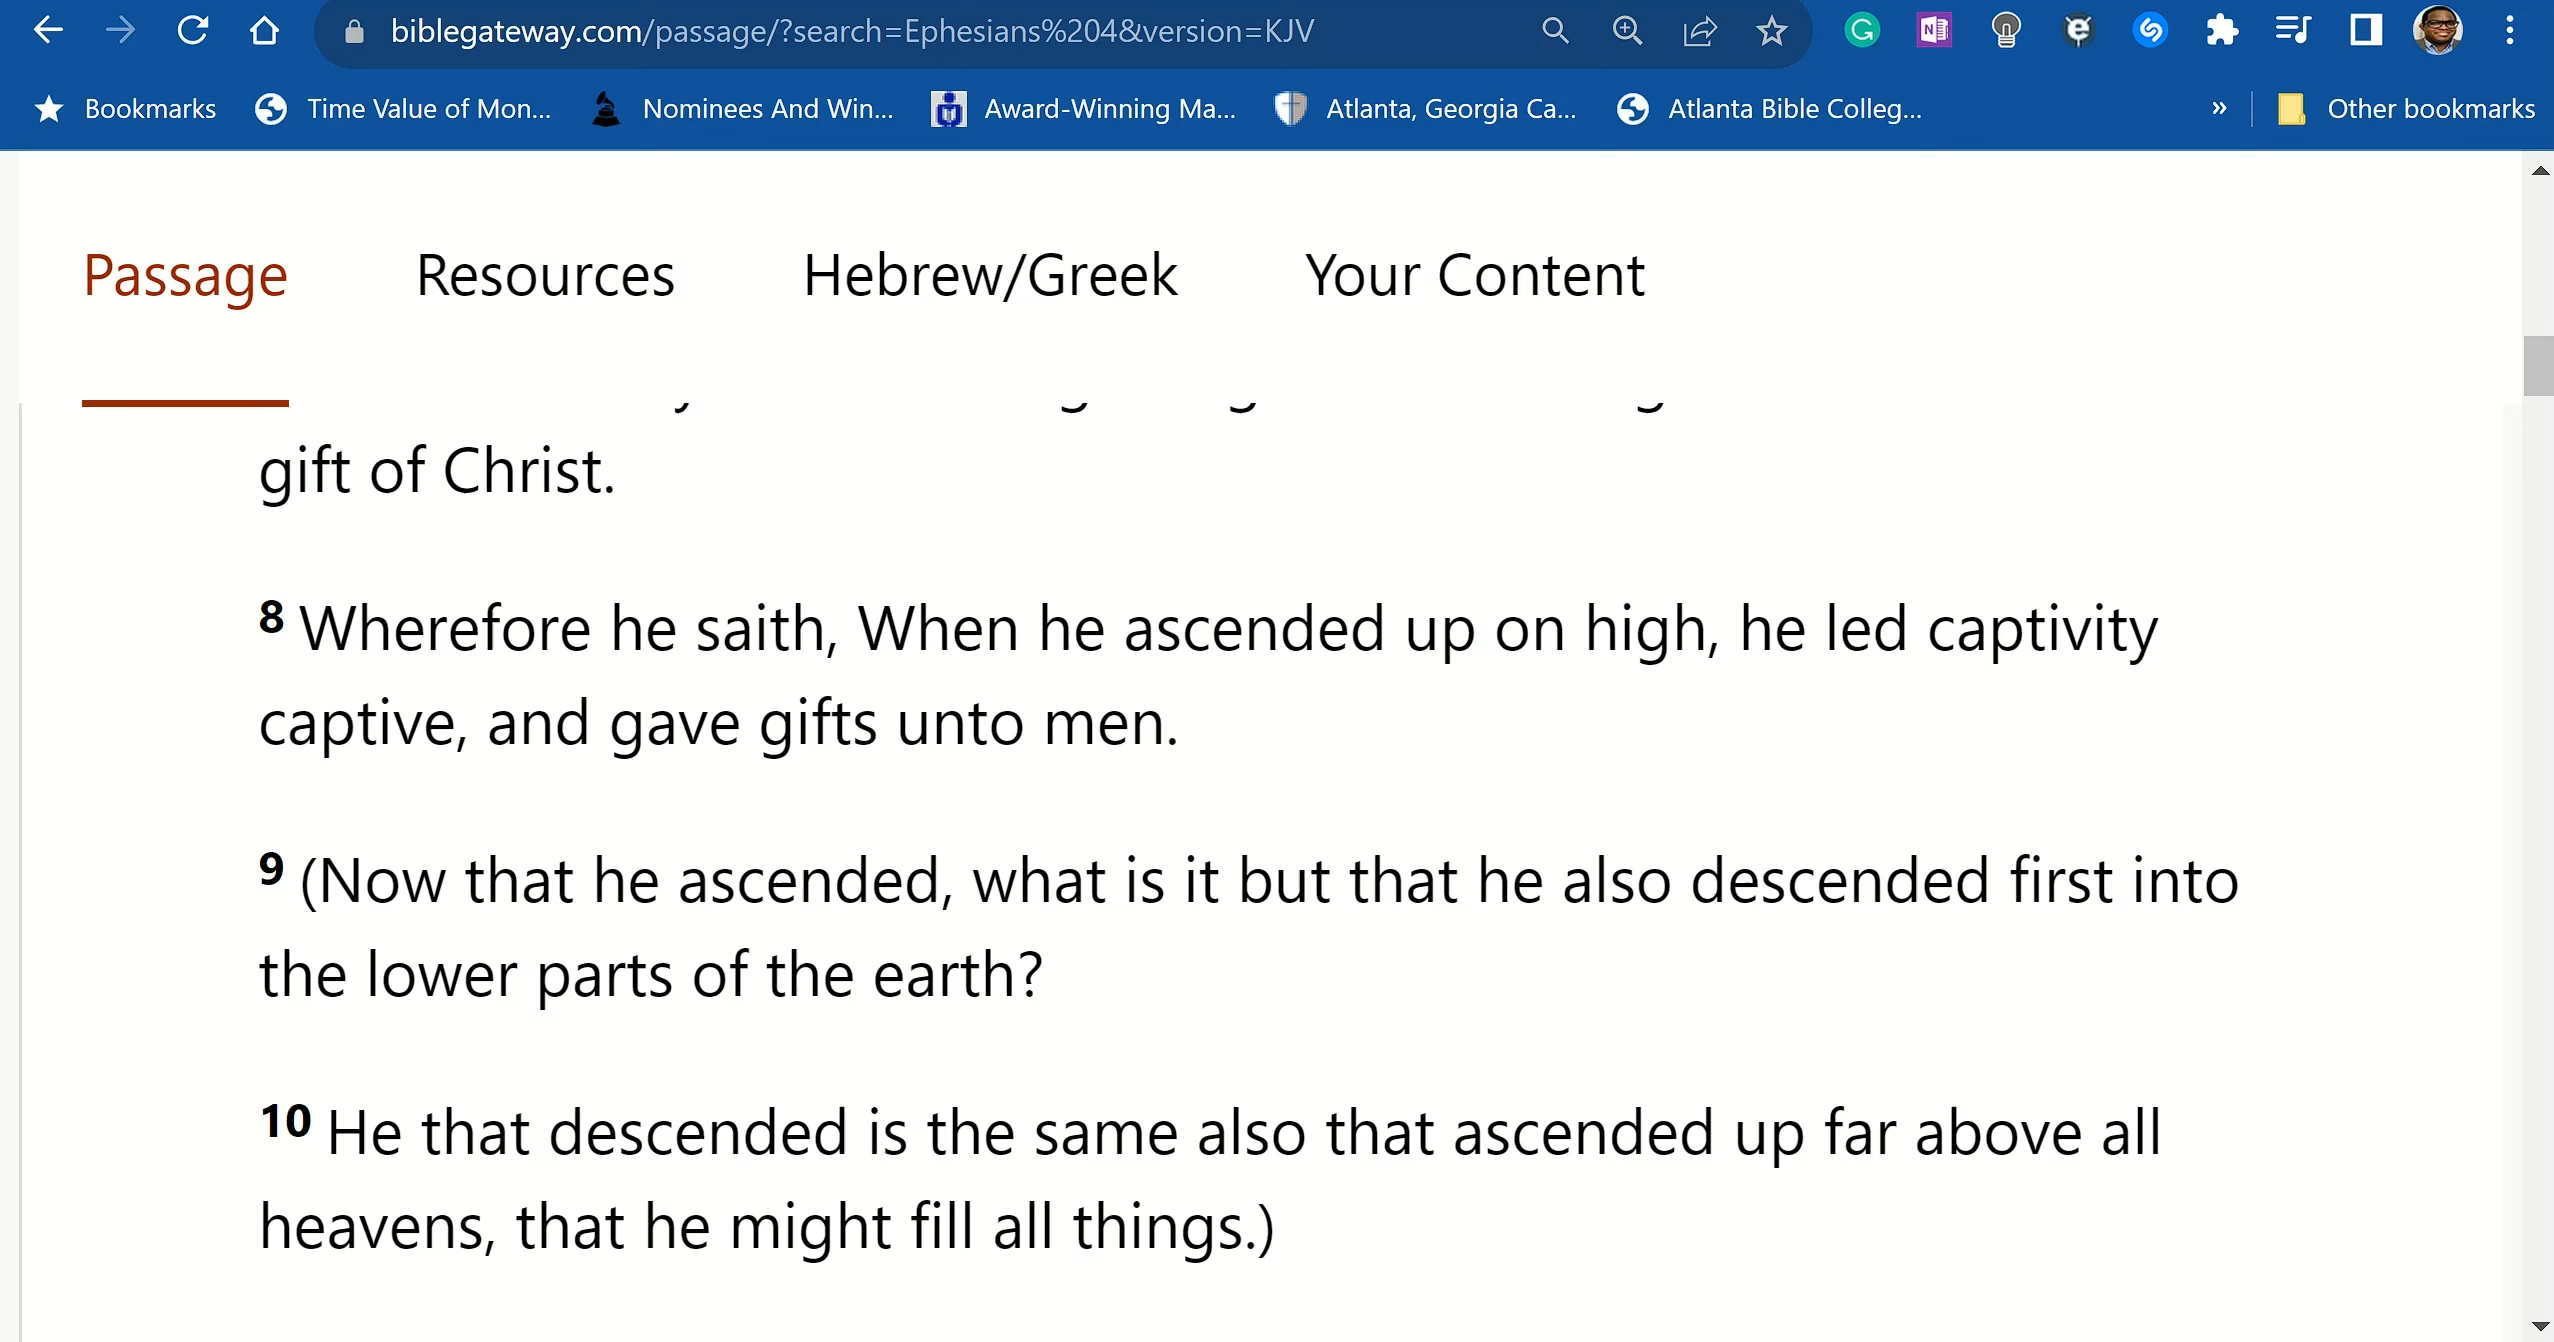 biblegateway.com/passage/?search=Ephesians%204&version=KJV
Bookmarks Time Value of Mon... Nominees And Win... Award-Winning Ma... Atlanta, Georgia Ca... Atlanta Bible Colleg... » Other bookmarks
Passage Resources Hebrew/Greek Your Content
gift of Christ.
8 Wherefore he saith, When he ascended up on high, he led captivity
captive, and gave gifts unto men.
9 (Now that he ascended, what is it but that he also descended first into
the lower parts of the earth?
10 He that descended is the same also that ascended up far above all
heavens, that he might fill all things.)